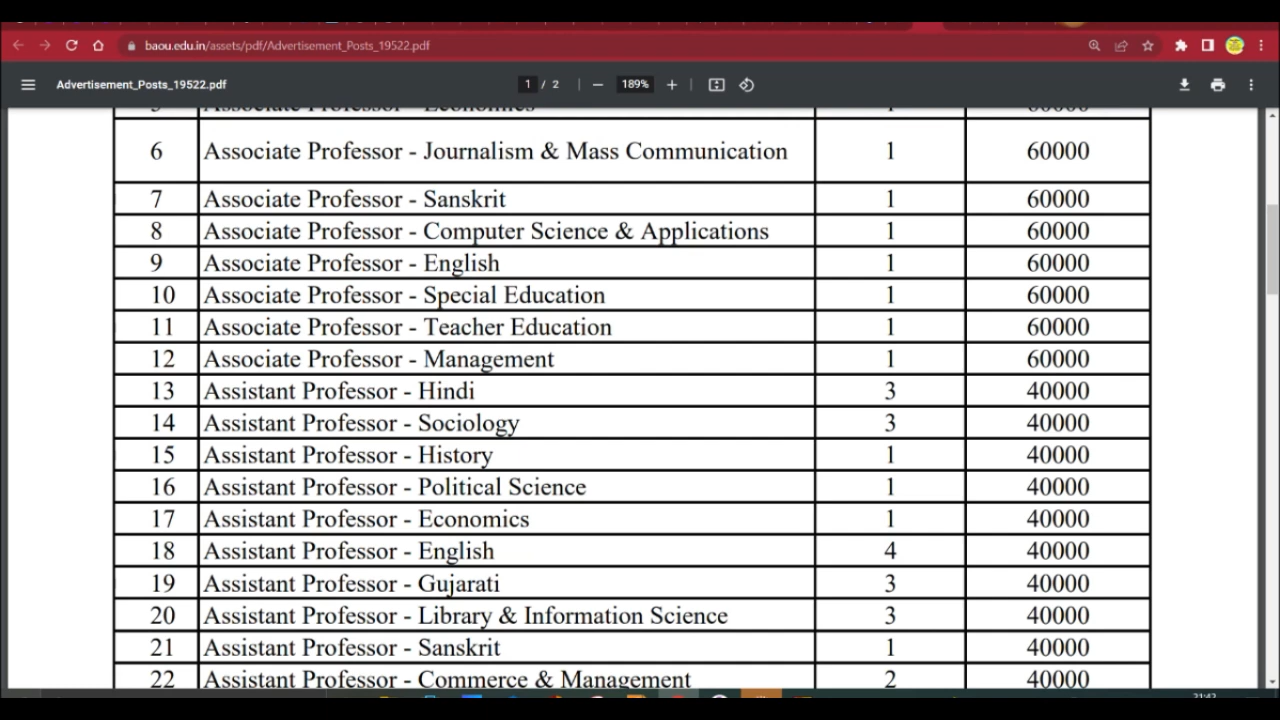 baou.edu.in/assets/pdf/Advertisement_Posts_19522.pdf
Advertisement_Posts_19522.pdf 1 / 2 189%
5 Associate Professor - Economics 1 60000
6 Associate Professor - Journalism & Mass Communication 1 60000
7 Associate Professor - Sanskrit 1 60000
8 Associate Professor - Computer Science & Applications 1 60000
9 Associate Professor - English 1 60000
10 Associate Professor - Special Education 1 60000
11 Associate Professor - Teacher Education 1 60000
12 Associate Professor - Management 1 60000
13 Assistant Professor - Hindi 3 40000
14 Assistant Professor - Sociology 3 40000
15 Assistant Professor - History 1 40000
16 Assistant Professor - Political Science 1 40000
17 Assistant Professor - Economics 1 40000
18 Assistant Professor - English 4 40000
19 Assistant Professor - Gujarati 3 40000
20 Assistant Professor - Library & Information Science 3 40000
21 Assistant Professor - Sanskrit 1 40000
22 Assistant Professor - Commerce & Management 2 40000